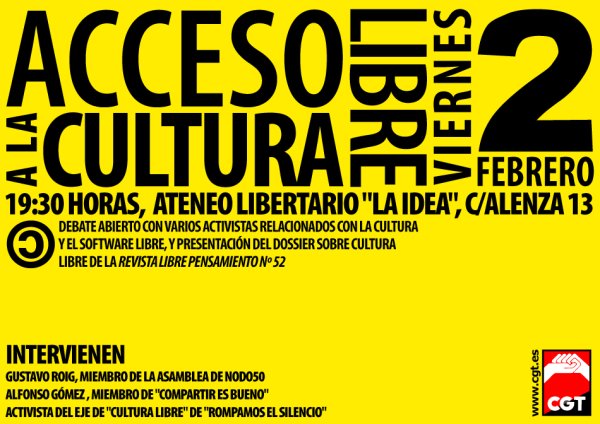 ACCESO
A LA
CULTURA
LIBRE
VIERNES
2
FEBRERO
19:30 HORAS, ATENEO LIBERTARIO "LA IDEA", C/ALENZA 13
DEBATE ABIERTO CON VARIOS ACTIVISTAS RELACIONADOS CON LA CULTURA
Y EL SOFTWARE LIBRE, Y PRESENTACIÓN DEL DOSSIER SOBRE CULTURA
LIBRE DE LA REVISTA LIBRE PENSAMIENTO Nº 52
INTERVIENEN
GUSTAVO ROIG, MIEMBRO DE LA ASAMBLEA DE NODO50
ALFONSO GÓMEZ , MIEMBRO DE "COMPARTIR ES BUENO"
ACTIVISTA DEL EJE DE "CULTURA LIBRE" DE "ROMPAMOS EL SILENCIO"
www.cgt.es
CGT